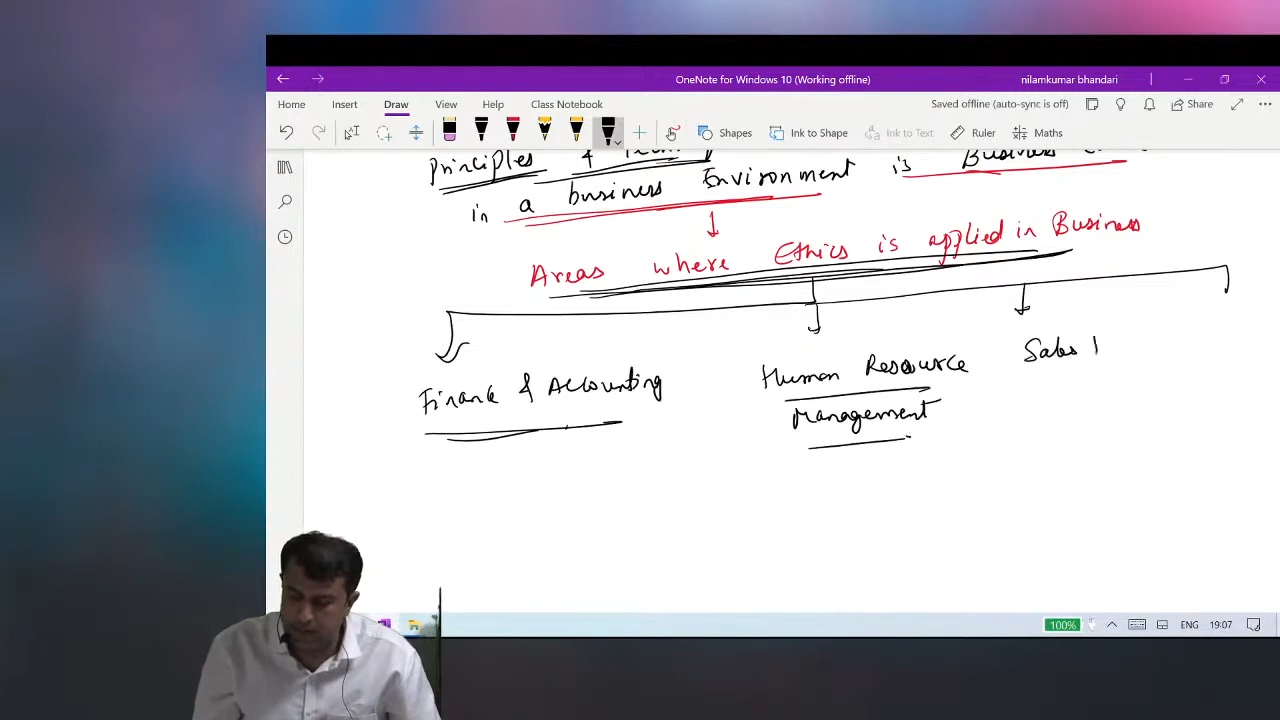 OneNote for Windows 10 (Working offline)
nilamkumar bhandari
Home Insert Draw View Help Class Notebook
Saved offline (auto-sync is off) Share
Shapes Ink to Shape Ink to Text Ruler Maths
Principles & is Business
in a business Environment
Areas where Ethics is applied in Business
Finance & Accounting
Human Resource
Management
Sales
100% ENG 19:07